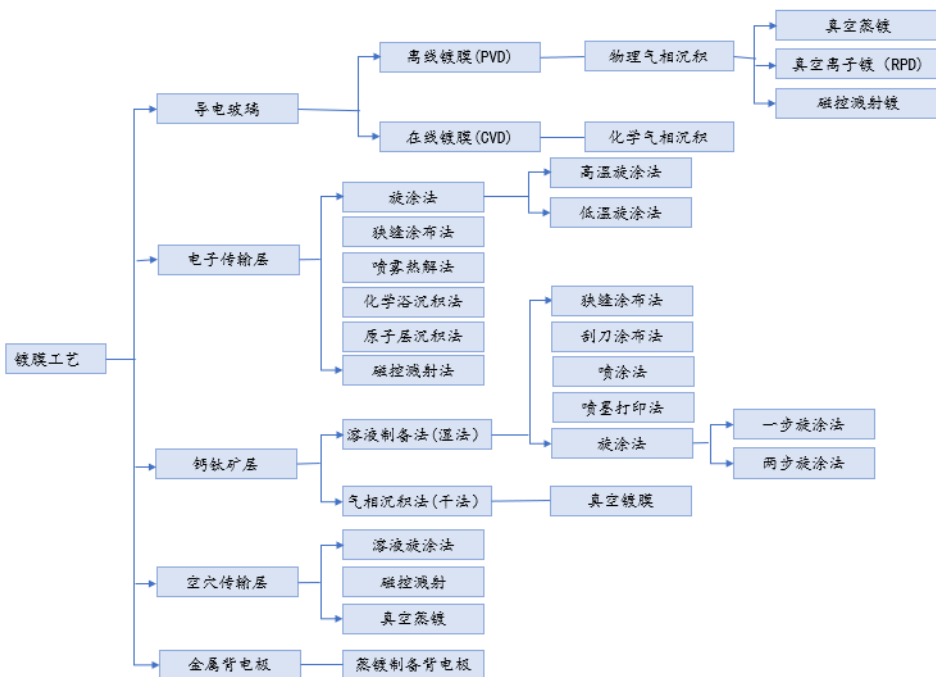 镀膜工艺
导电玻璃
离线镀膜(PVD)
物理气相沉积
真空蒸镀
真空离子镀（RPD）
磁控溅射镀
在线镀膜(CVD)
化学气相沉积
电子传输层
旋涂法
高温旋涂法
低温旋涂法
狭缝涂布法
喷雾热解法
化学浴沉积法
原子层沉积法
磁控溅射法
钙钛矿层
溶液制备法(湿法）
狭缝涂布法
刮刀涂布法
喷涂法
喷墨打印法
旋涂法
一步旋涂法
两步旋涂法
气相沉积法(干法）
真空镀膜
空穴传输层
溶液旋涂法
磁控溅射
真空蒸镀
金属背电极
蒸镀制备背电极